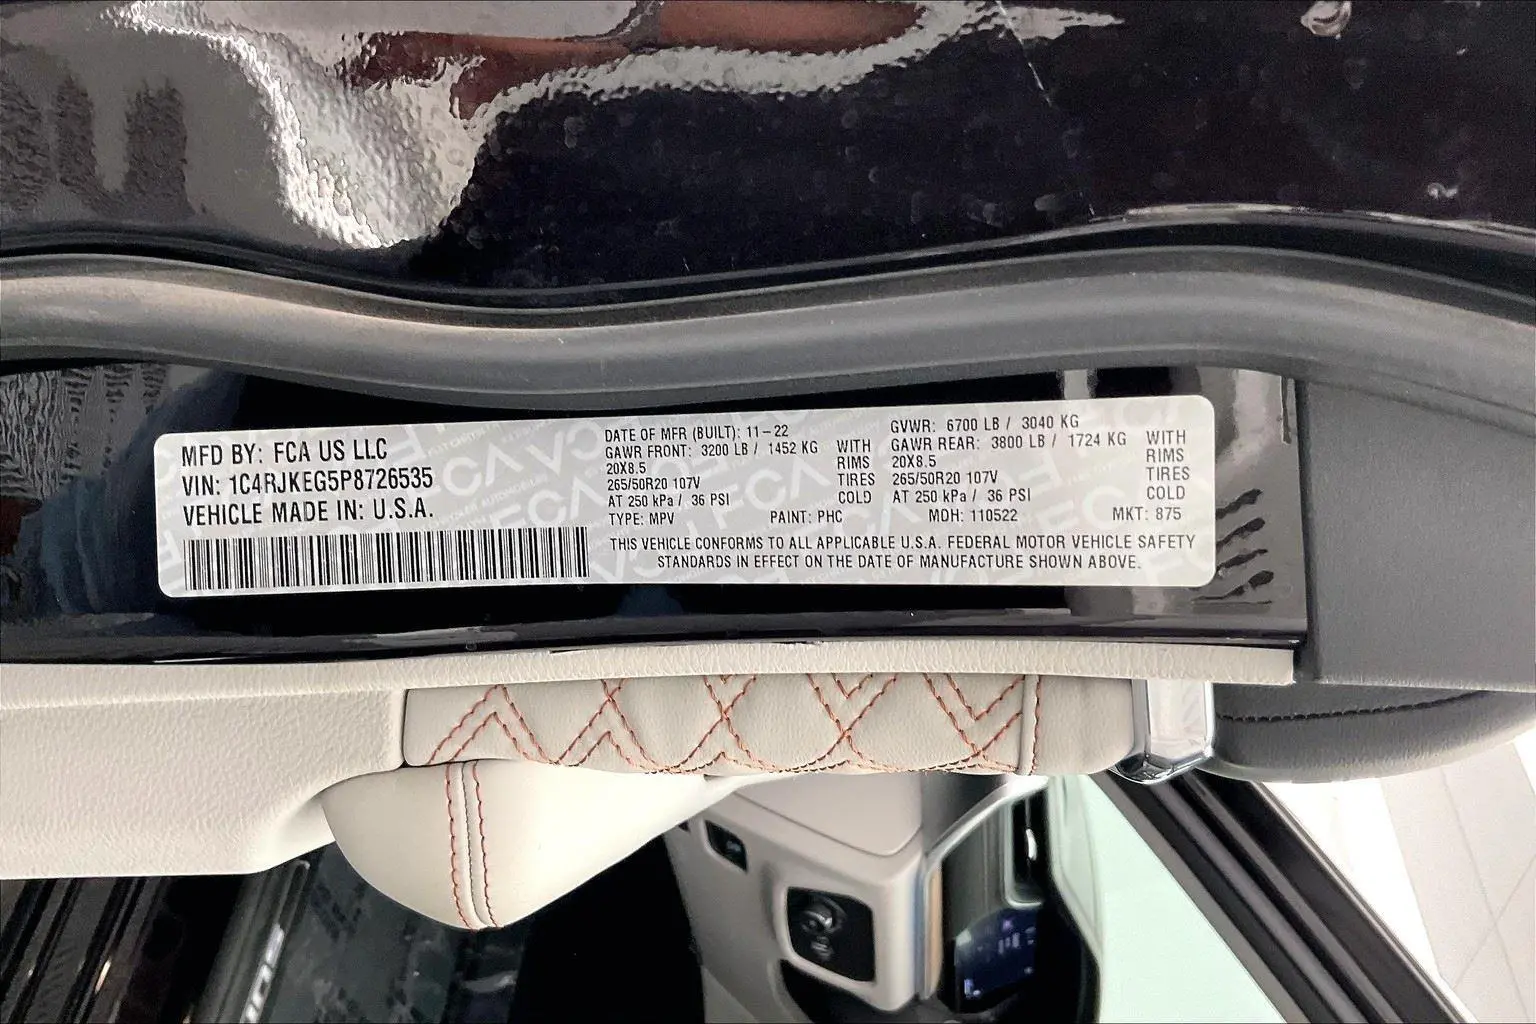 MFD BY: FCA US LLC
VIN: 1C4RJKEG5P8726535
VEHICLE MADE IN: U.S.A.
DATE OF MFR (BUILT): 11-22
GAWR FRONT: 3200 LB / 1452 KG WITH
20X8.5 RIMS
265/50R20 107V TIRES
AT 250 kPa / 36 PSI COLD
GVWR: 6700 LB / 3040 KG
GAWR REAR: 3800 LB / 1724 KG WITH
20X8.5 RIMS
265/50R20 107V TIRES
AT 250 kPa / 36 PSI COLD
TYPE: MPV PAINT: PHC MDH: 110522 MKT: 875
THIS VEHICLE CONFORMS TO ALL APPLICABLE U.S.A. FEDERAL MOTOR VEHICLE SAFETY
STANDARDS IN EFFECT ON THE DATE OF MANUFACTURE SHOWN ABOVE.